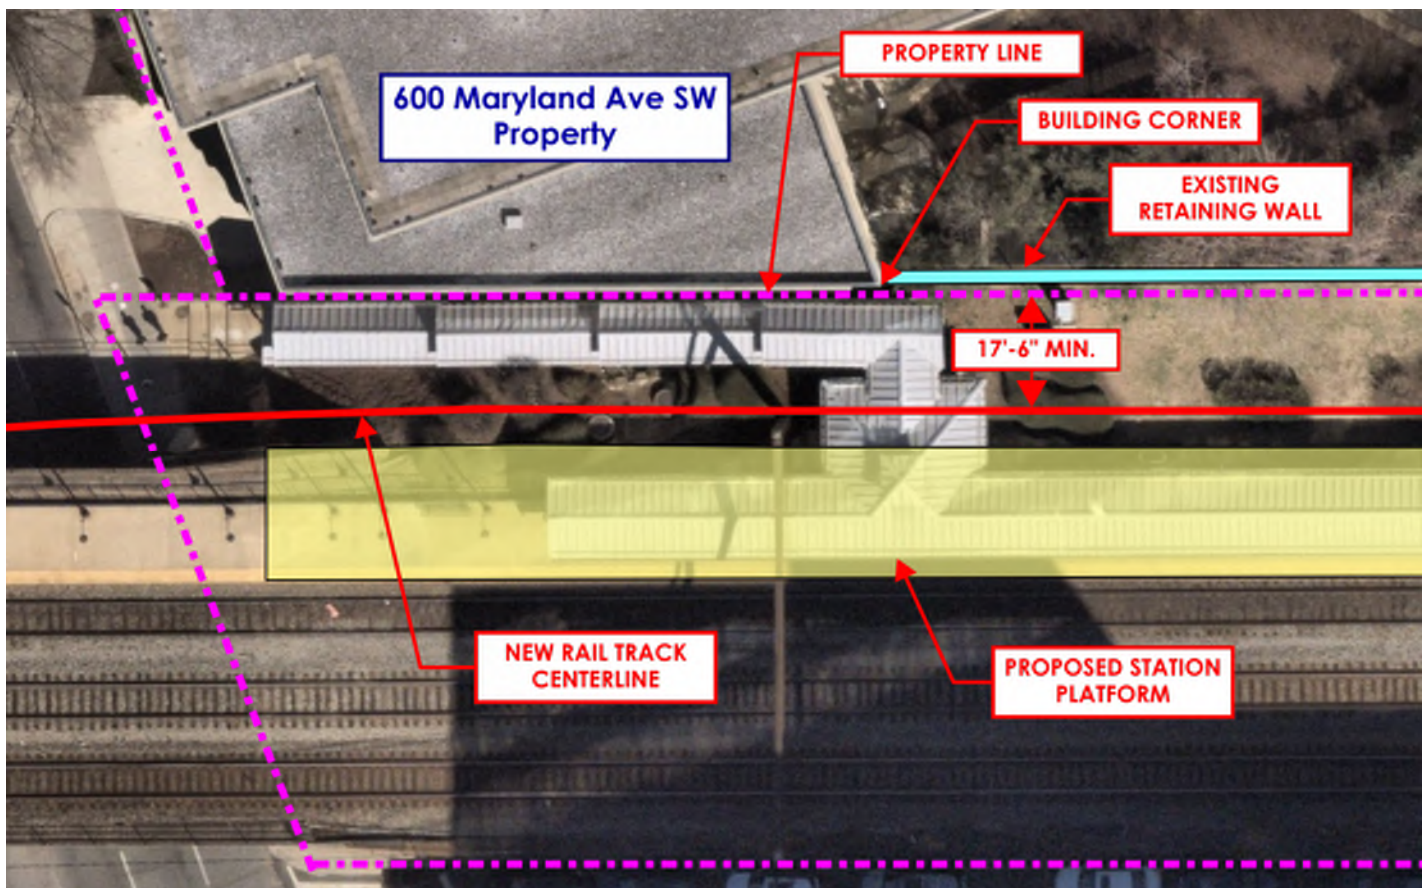 PROPERTY LINE
600 Maryland Ave SW
Property
BUILDING CORNER
EXISTING
RETAINING WALL
17'-6" MIN.
NEW RAIL TRACK
CENTERLINE
PROPOSED STATION
PLATFORM